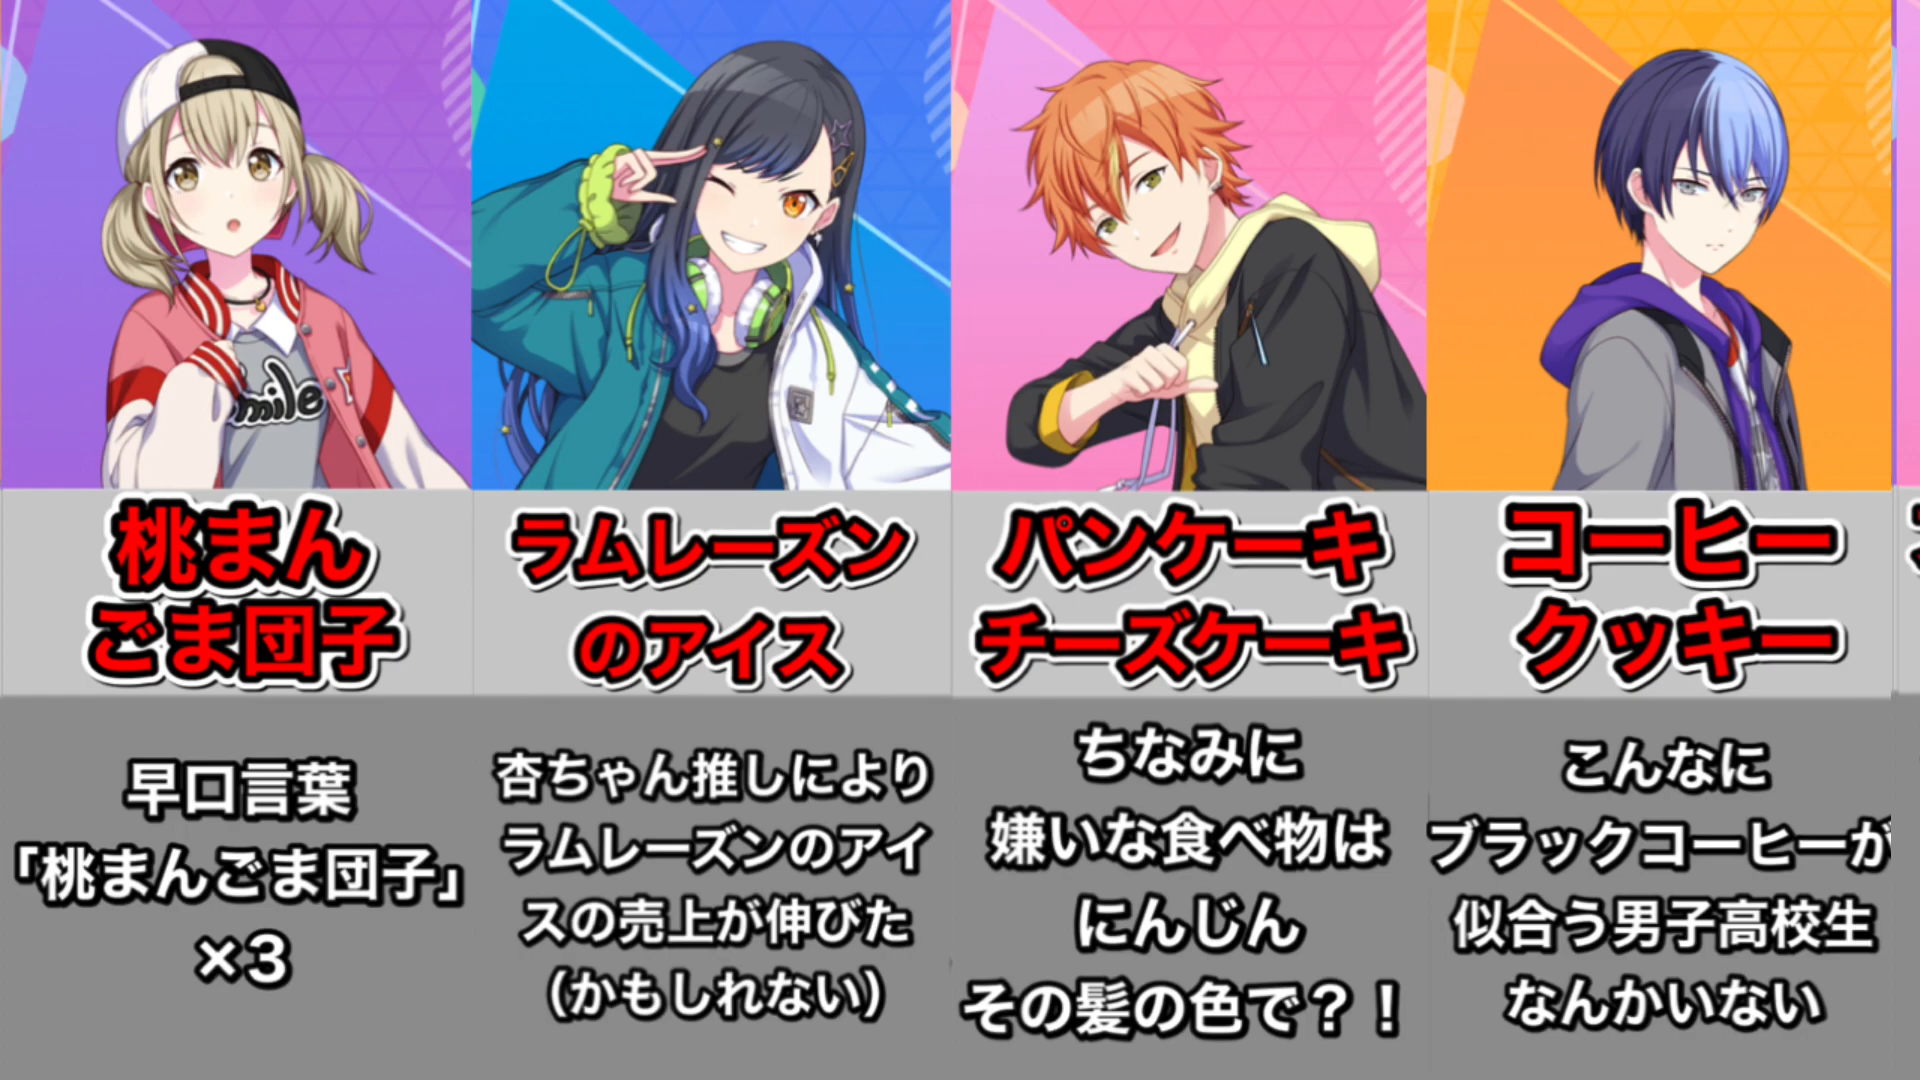 mile
桃まん
ごま団子
早口言葉
「桃まんごま団子」
×3
ラムレーズン
のアイス
杏ちゃん推しにより
ラムレーズンのアイ
スの売上が伸びた
（かもしれない）
パンケーキ
チーズケーキ
ちなみに
嫌いな食べ物は
にんじん
その髪の色で？！
コーヒー
クッキー
こんなに
ブラックコーヒーが
似合う男子高校生
なんかいない